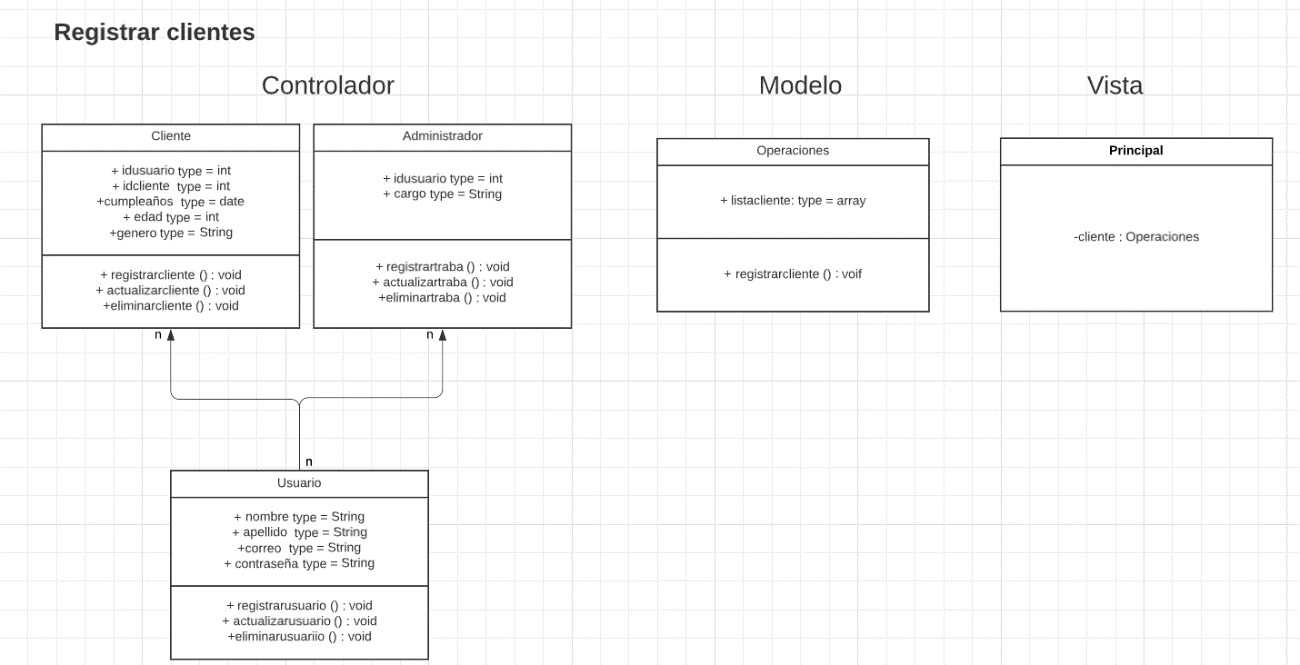 Registrar clientes
Controlador
Modelo
Vista
Cliente
+ idusuario type = int
+ idcliente type = int
+cumpleaños type = date
+ edad type = int
+genero type = String
+ registrarcliente () : void
+ actualizarcliente () : void
+eliminarcliente () : void
n
Administrador
+ idusuario type = int
+ cargo type = String
+ registrartraba () : void
+ actualizartraba () : void
+eliminartraba () : void
n
Operaciones
+ listacliente: type = array
+ registrarcliente () : voif
Principal
-cliente : Operaciones
n
Usuario
+ nombre type = String
+ apellido type = String
+correo type = String
+ contraseña type = String
+ registrarusuario () : void
+ actualizarusuario () : void
+eliminarusuariio () : void